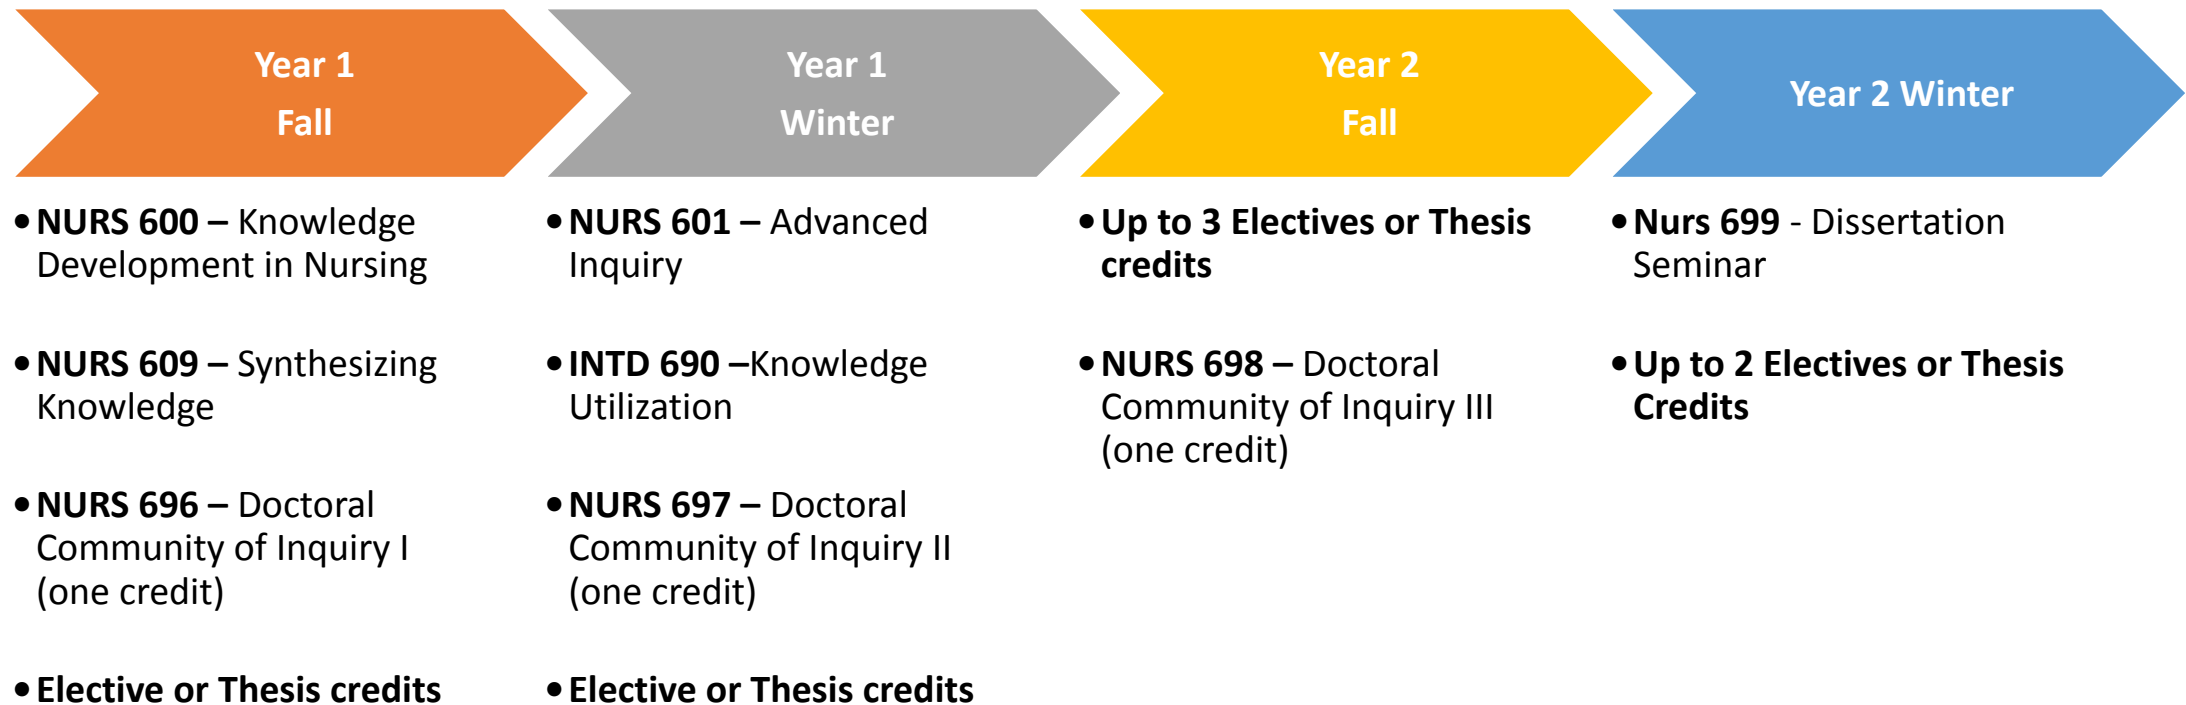 Year 1
Fall
Year 1
Winter
Year 2
Fall
Year 2 Winter
•NURS 600 – Knowledge
Development in Nursing
•NURS 609 – Synthesizing
Knowledge
•NURS 696 – Doctoral
Community of Inquiry I
(one credit)
•Elective or Thesis credits
•NURS 601 – Advanced
Inquiry
•INTD 690 –Knowledge
Utilization
•NURS 697 – Doctoral
Community of Inquiry II
(one credit)
•Elective or Thesis credits
•Up to 3 Electives or Thesis
credits
•NURS 698 – Doctoral
Community of Inquiry III
(one credit)
•Nurs 699 - Dissertation
Seminar
•Up to 2 Electives or Thesis
Credits